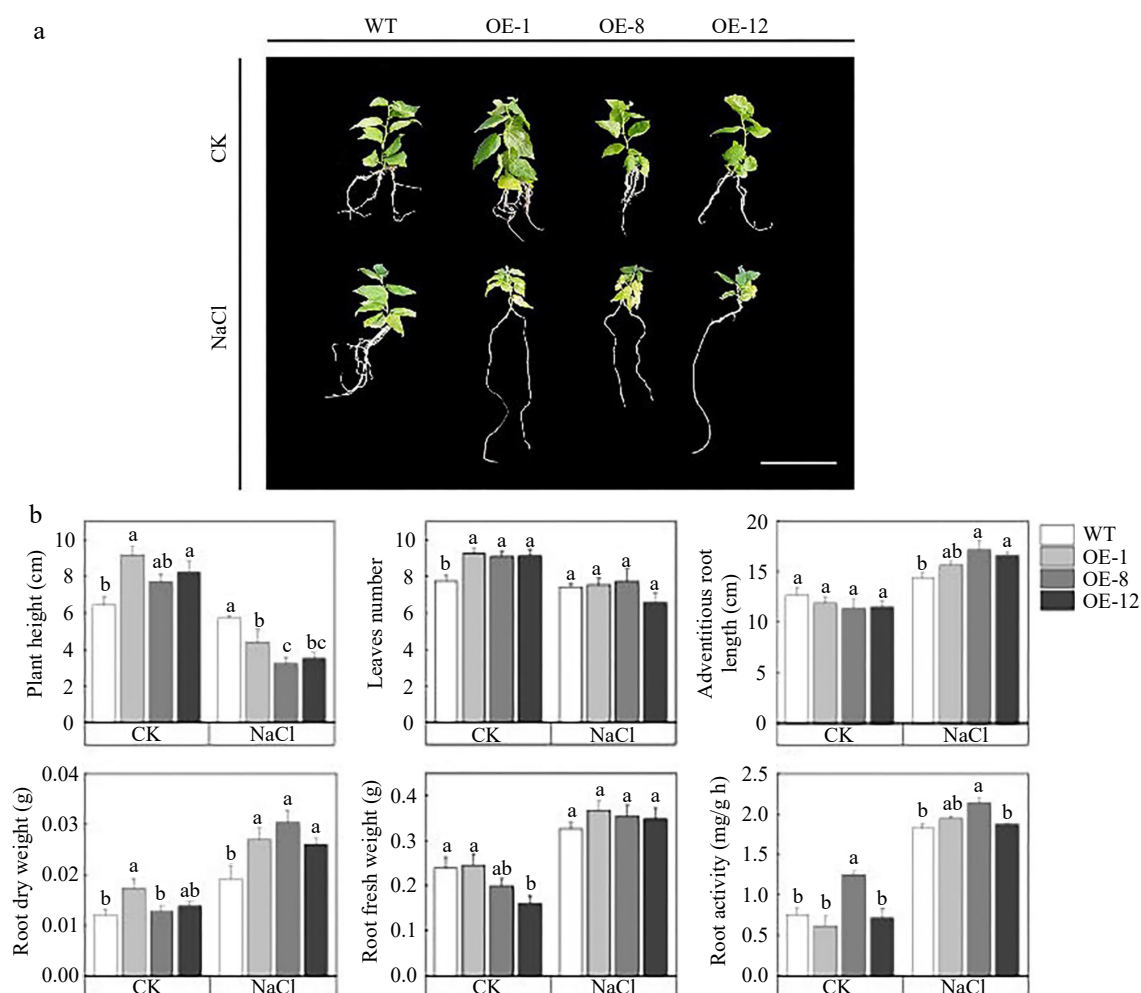 a
WT OE-1 OE-8 OE-12
CK
NaCl
b
Plant height (cm)
10
8
6
4
2
0
b a ab a
a b c bc
CK NaCl
Leaves number
10
8
6
4
2
0
b a a a
a a a a
CK NaCl
Adventitious root
length (cm)
20
15
10
5
0
a a a a
b ab a a
CK NaCl
WT
OE-1
OE-8
OE-12
Root dry weight (g)
0.04
0.03
0.02
0.01
0.00
b a b ab
b a a a
CK NaCl
Root fresh weight (g)
0.4
0.3
0.2
0.1
0.0
a a ab b
a a a a
CK NaCl
Root activity (mg/g h)
2.5
2.0
1.5
1.0
0.5
0.0
b b a b
b ab a b
CK NaCl